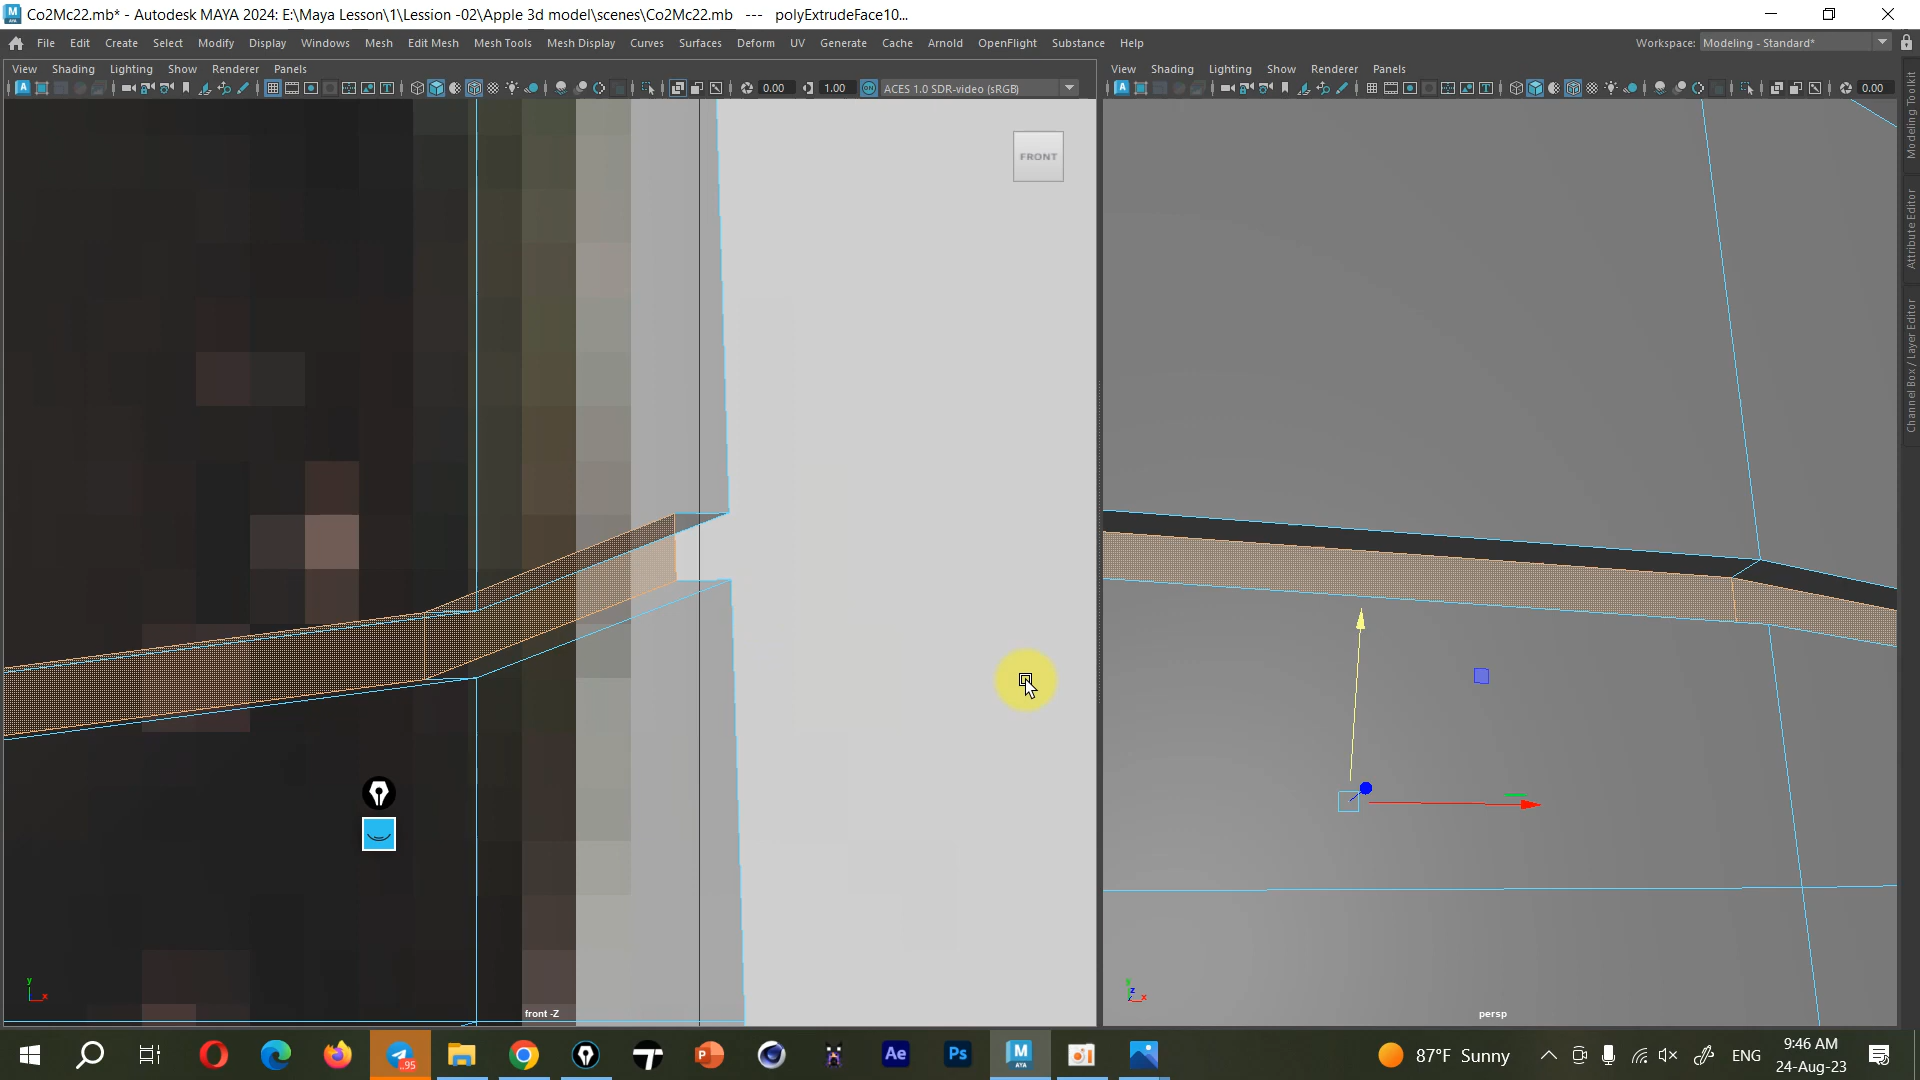 Co2Mc22.mb* - Autodesk MAYA 2024: E:\Maya Lesson\1\Lession -02\Apple 3d model\scenes\Co2Mc22.mb   ---   polyExtrudeFace10...
File Edit Create Select Modify Display Windows Mesh Edit Mesh Mesh Tools Mesh Display Curves Surfaces Deform UV Generate Cache Arnold OpenFlight Substance Help Workspace: Modeling - Standard*
View Shading Lighting Show Renderer Panels
View Shading Lighting Show Renderer Panels
0.00 1.00 ACES 1.0 SDR-video (sRGB)
0.00
FRONT
Modeling Toolkit
Attribute Editor
Channel Box / Layer Editor
y
x
front -Z
y
z
x
persp
.95
Ae
Ps
M
AYA
87°F Sunny
ENG
9:46 AM
24-Aug-23